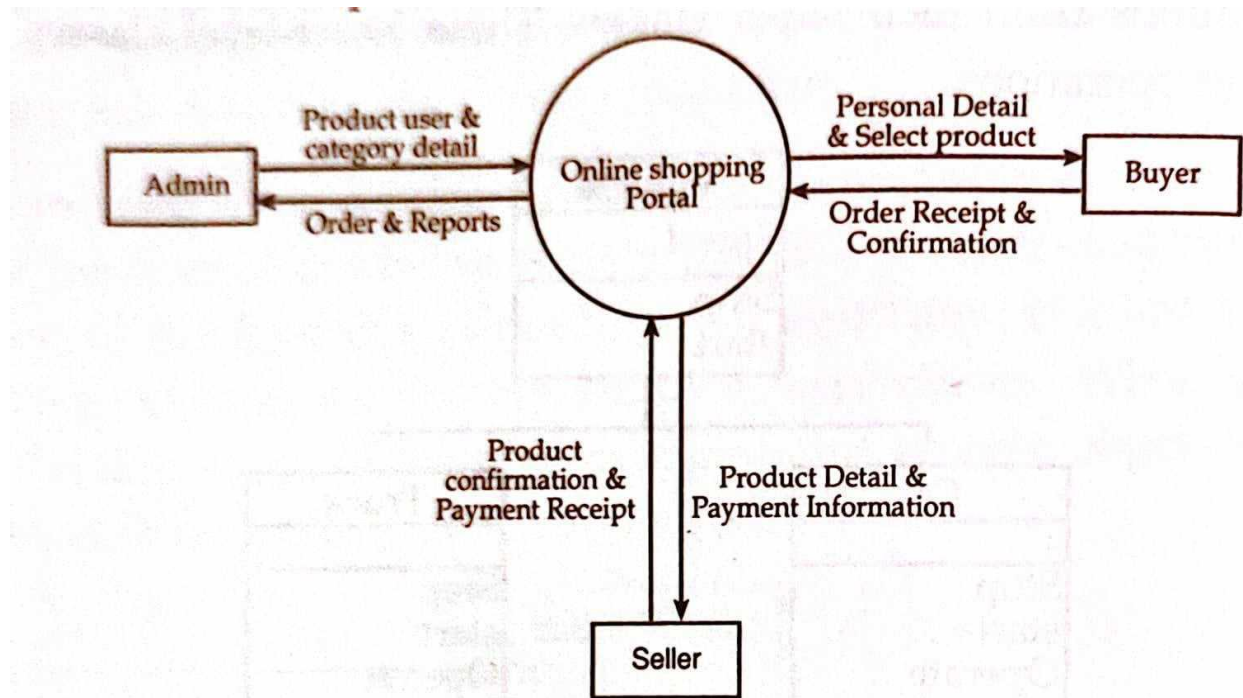 Product user &
category detail
Admin
Order & Reports
Online shopping
Portal
Personal Detail
& Select product
Buyer
Order Receipt &
Confirmation
Product
confirmation &
Payment Receipt
Product Detail &
Payment Information
Seller